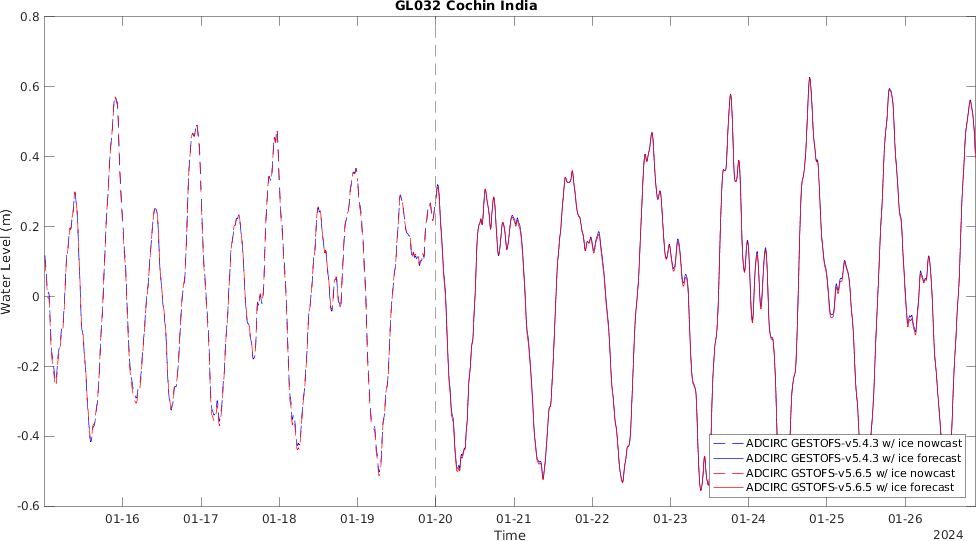 GL032 Cochin India
0.8
0.6
0.4
0.2
0
-0.2
-0.4
-0.6
Water Level (m)
ADCIRC GESTOFS-v5.4.3 w/ ice nowcast
ADCIRC GESTOFS-v5.4.3 w/ ice forecast
ADCIRC GSTOFS-v5.6.5 w/ ice nowcast
ADCIRC GSTOFS-v5.6.5 w/ ice forecast
01-16 01-17 01-18 01-19 01-20 01-21 01-22 01-23 01-24 01-25 01-26
Time
2024